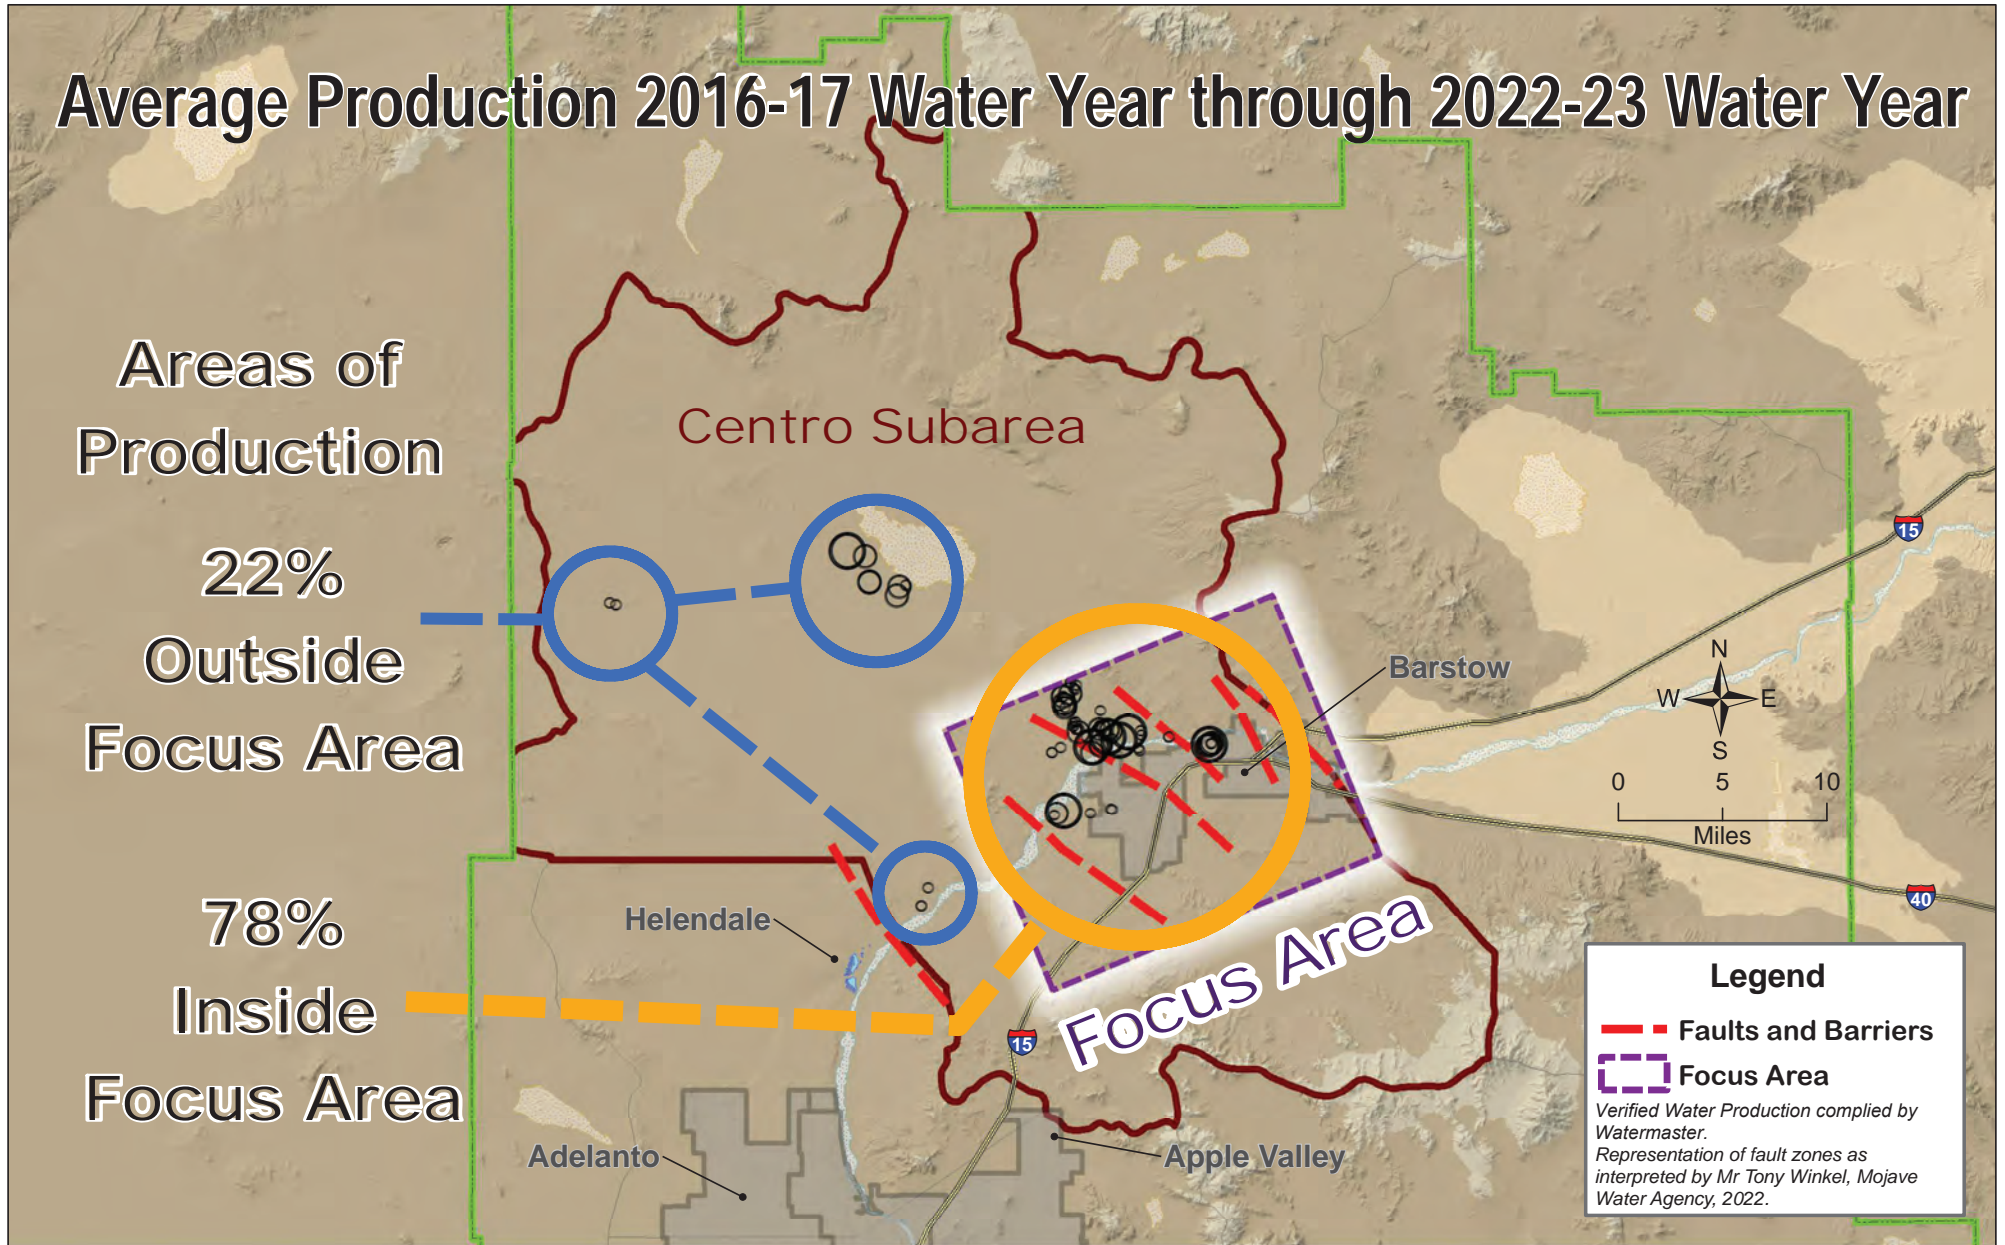 Average Production 2016-17 Water Year through 2022-23 Water Year
Areas of
Production
22%
Outside
Focus Area
78%
Inside
Focus Area
Centro Subarea
Barstow
Helendale
Adelanto
Apple Valley
Focus Area
15
15
40
N
W
E
S
0 5 10
Miles
Legend
Faults and Barriers
Focus Area
Verified Water Production complied by
Watermaster.
Representation of fault zones as
interpreted by Mr Tony Winkel, Mojave
Water Agency, 2022.